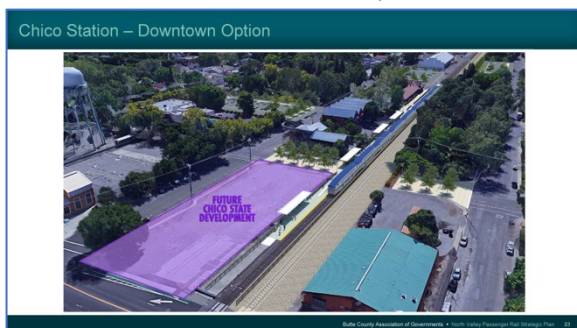 Chico Station – Downtown Option
FUTURE
CHICO STATE
DEVELOPMENT
Butte County Association of Governments • North Valley Passenger Rail Strategic Plan 23